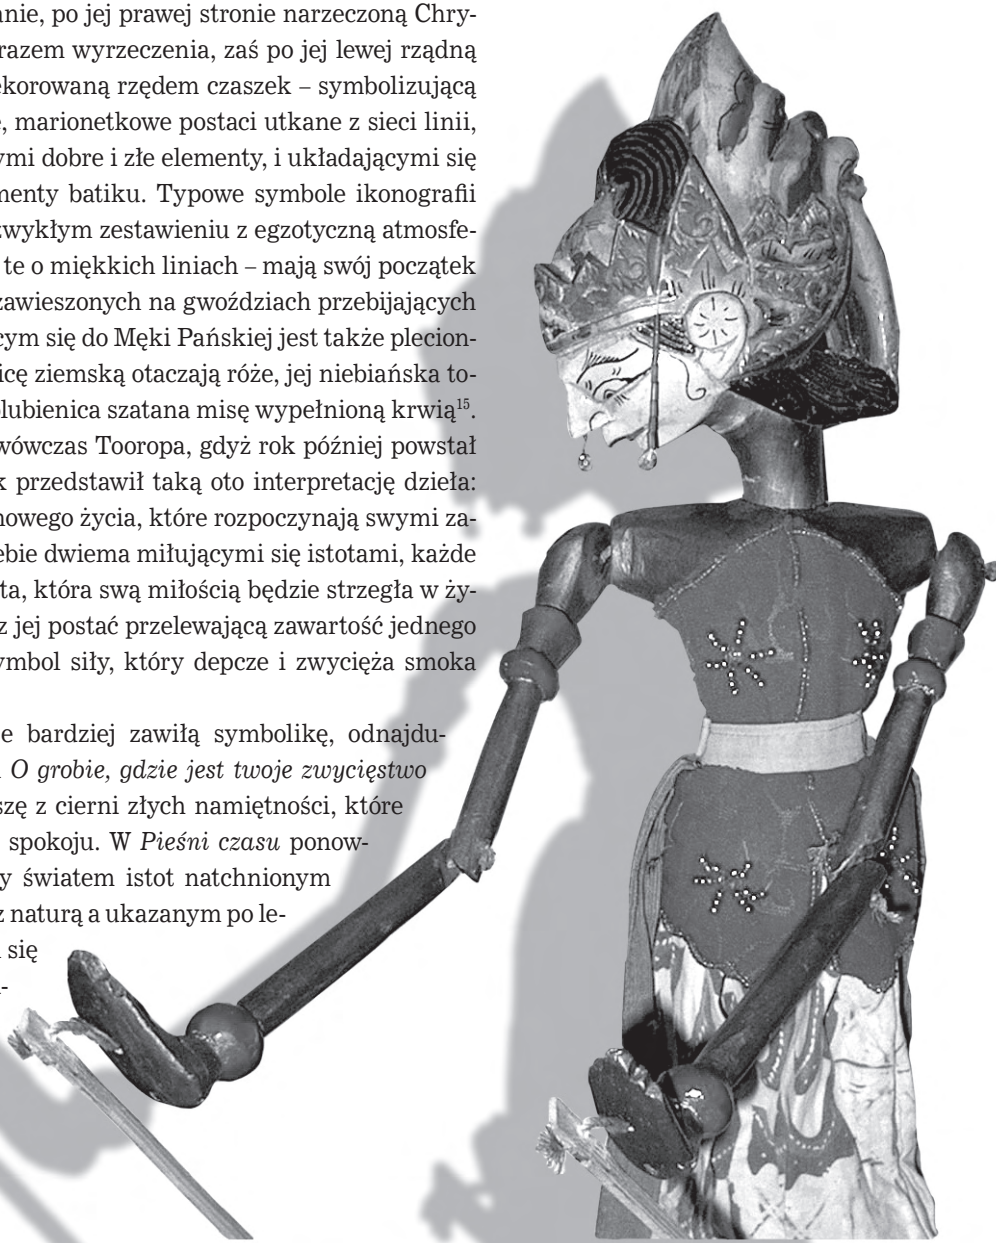 nie, po jej prawej stronie narzeczoną Chry-
razem wyrzeczenia, zaś po jej lewej rządną
ekorowaną rzędem czaszek – symbolizującą
, marionetkowe postaci utkane z sieci linii,
ymi dobre i złe elementy, i układającymi się
menty batiku. Typowe symbole ikonografii
zwykłym zestawieniu z egzotyczną atmosfe-
te o miękkich liniach – mają swój początek
zawieszonych na gwoździach przebijających
cym się do Męki Pańskiej jest także plecion-
icę ziemską otaczają róże, jej niebiańska to-
lubienica szatana misę wypełnioną krwią¹⁵.
wówczas Tooropa, gdyż rok później powstał
k przedstawił taką oto interpretację dzieła:
nowego życia, które rozpoczynają swymi za-
ebie dwiema miłującymi się istotami, każde
ta, która swą miłością będzie strzegła w ży-
z jej postać przelewającą zawartość jednego
ymbol siły, który depcze i zwycięża smoka
e bardziej zawiłą symbolikę, odnajdu-
O grobie, gdzie jest twoje zwycięstwo
szę z cierni złych namiętności, które
spokoju. W Pieśni czasu ponow-
y światem istot natchnionym
z naturą a ukazanym po le-
się
-